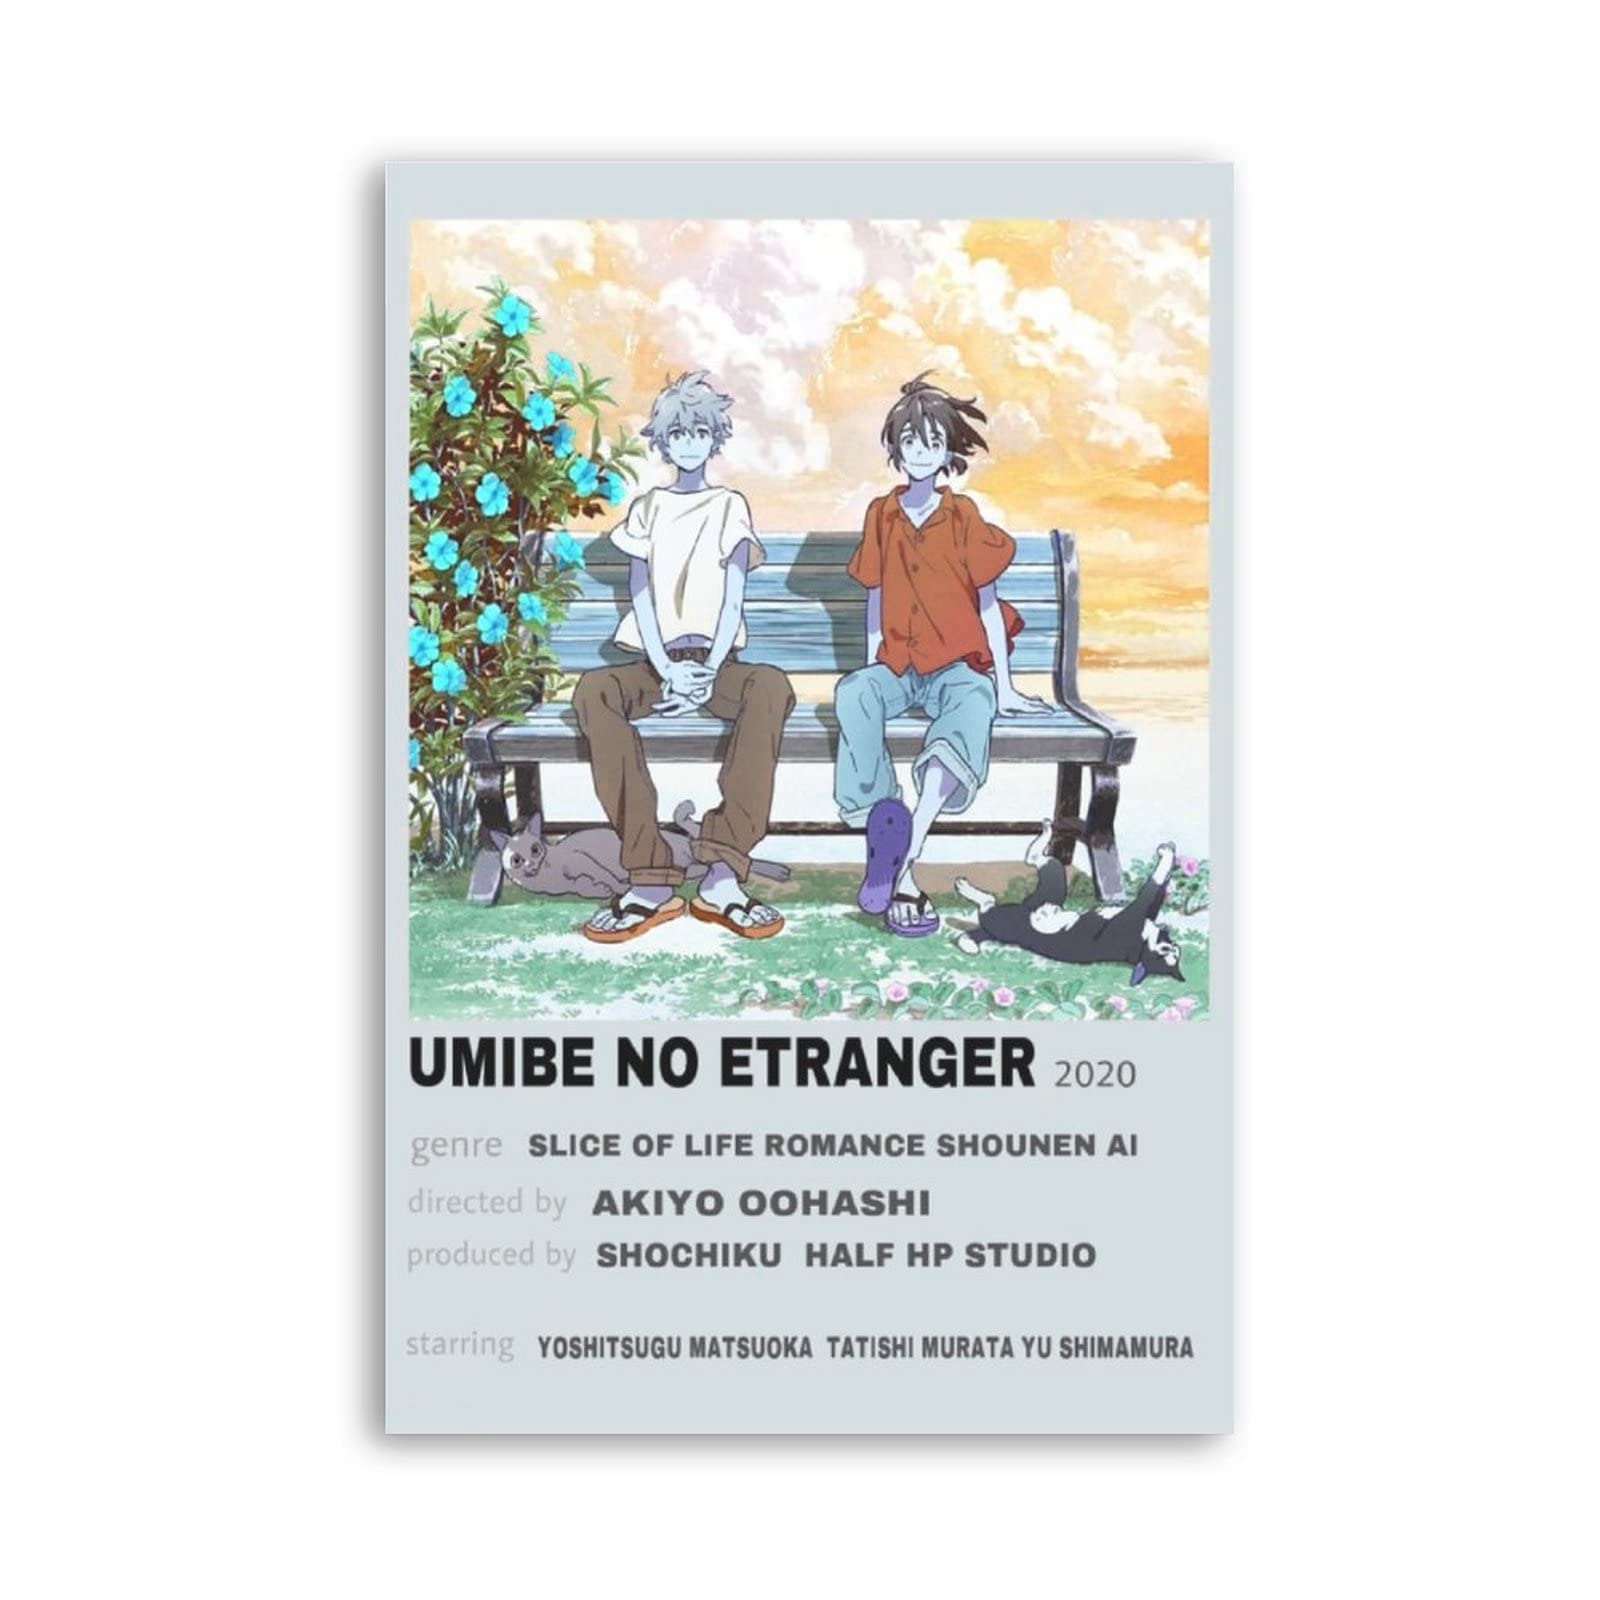 UMIBE NO ETRANGER 2020
genre SLICE OF LIFE ROMANCE SHOUNEN AI
directed by AKIYO OOHASHI
produced by SHOCHIKU HALF HP STUDIO
starring YOSHITSUGU MATSUOKA TATISHI MURATA YU SHIMAMURA